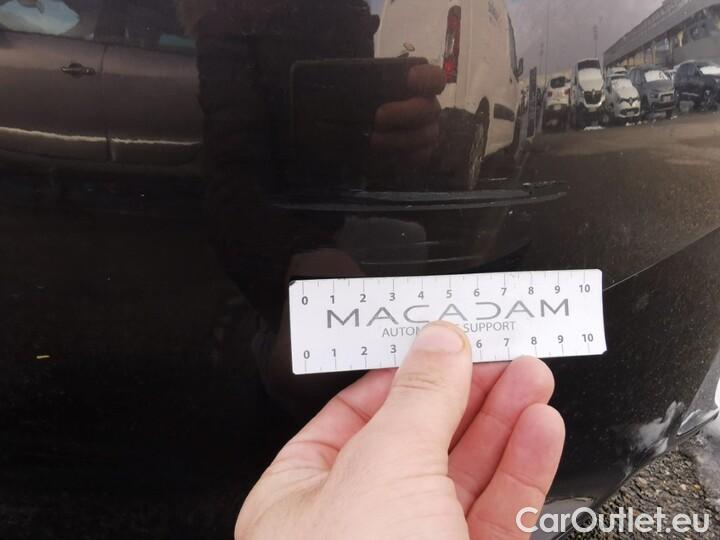 0 1 2 3 4 5 6 7 8 9 10
MACADAM
AUTOM SUPPORT
0 1 2 3 6 7 8 9 10
CarOutlet.eu